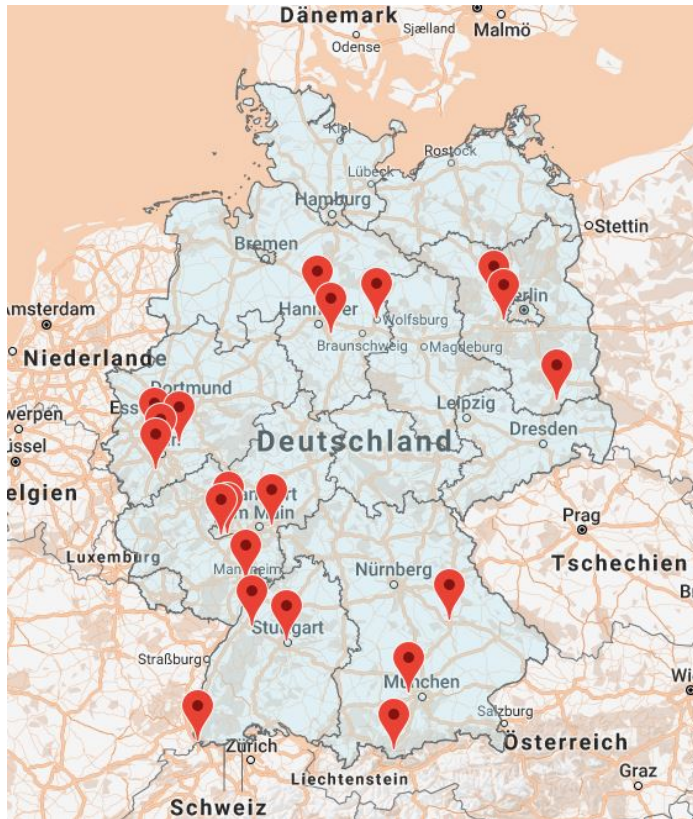 Dänemark
Sjælland
Malmö
Odense
Kiel
Rostock
Lübeck
Hamburg
Stettin
Bremen
Amsterdam
Wolfsburg
Braunschweig
Magdeburg
Niederlande
Dortmund
Leipzig
Dresden
Deutschland
Prag
Luxemburg
Tschechien
Nürnberg
Stuttgart
Straßburg
München
Salzburg
Zürich
Österreich
Liechtenstein
Graz
Schweiz